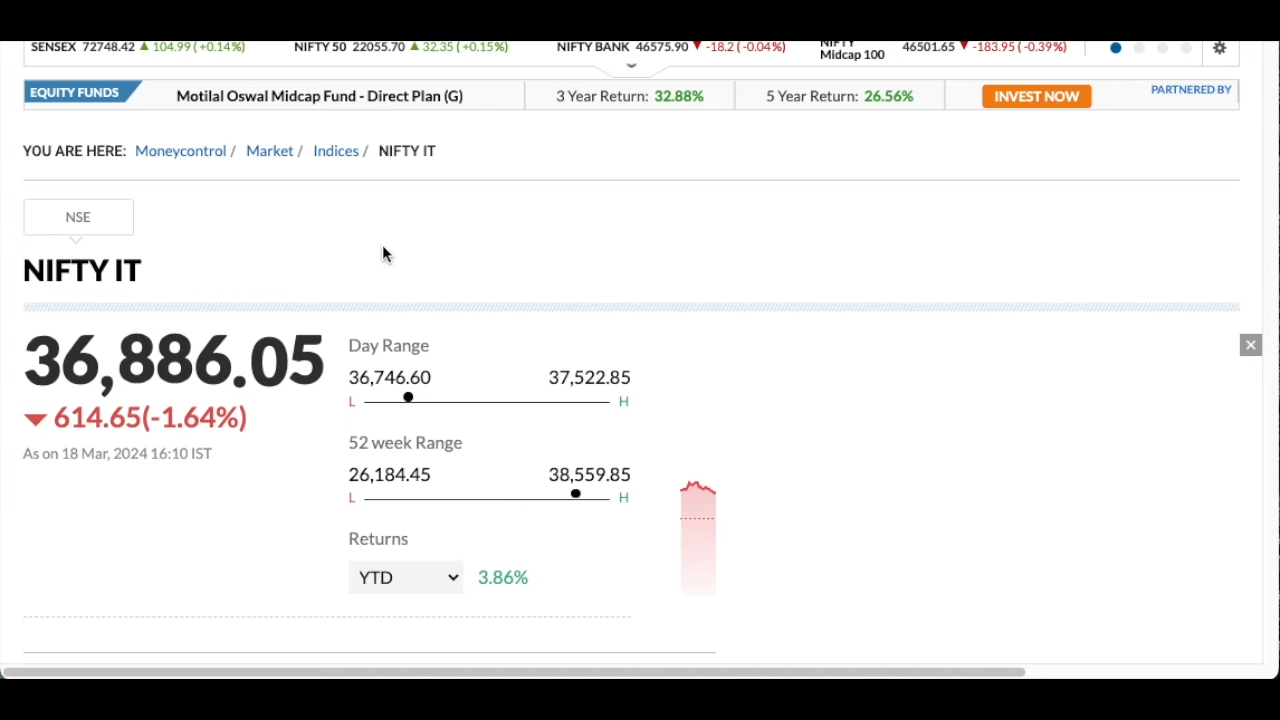 SENSEX 72748.42 ▲ 104.99 (+0.14%) NIFTY 50 22055.70 ▲ 32.35 (+0.15%) NIFTY BANK 46575.90 ▼ -18.2 (-0.04%) NIFTY Midcap 100 46501.65 ▼ -183.95 (-0.39%)
EQUITY FUNDS Motilal Oswal Midcap Fund - Direct Plan (G) 3 Year Return: 32.88% 5 Year Return: 26.56% INVEST NOW PARTNERED BY
YOU ARE HERE: Moneycontrol / Market / Indices / NIFTY IT
NSE
NIFTY IT
36,886.05
▼ 614.65(-1.64%)
As on 18 Mar, 2024 16:10 IST
Day Range
36,746.60 37,522.85
L H
52 week Range
26,184.45 38,559.85
L H
Returns
YTD 3.86%